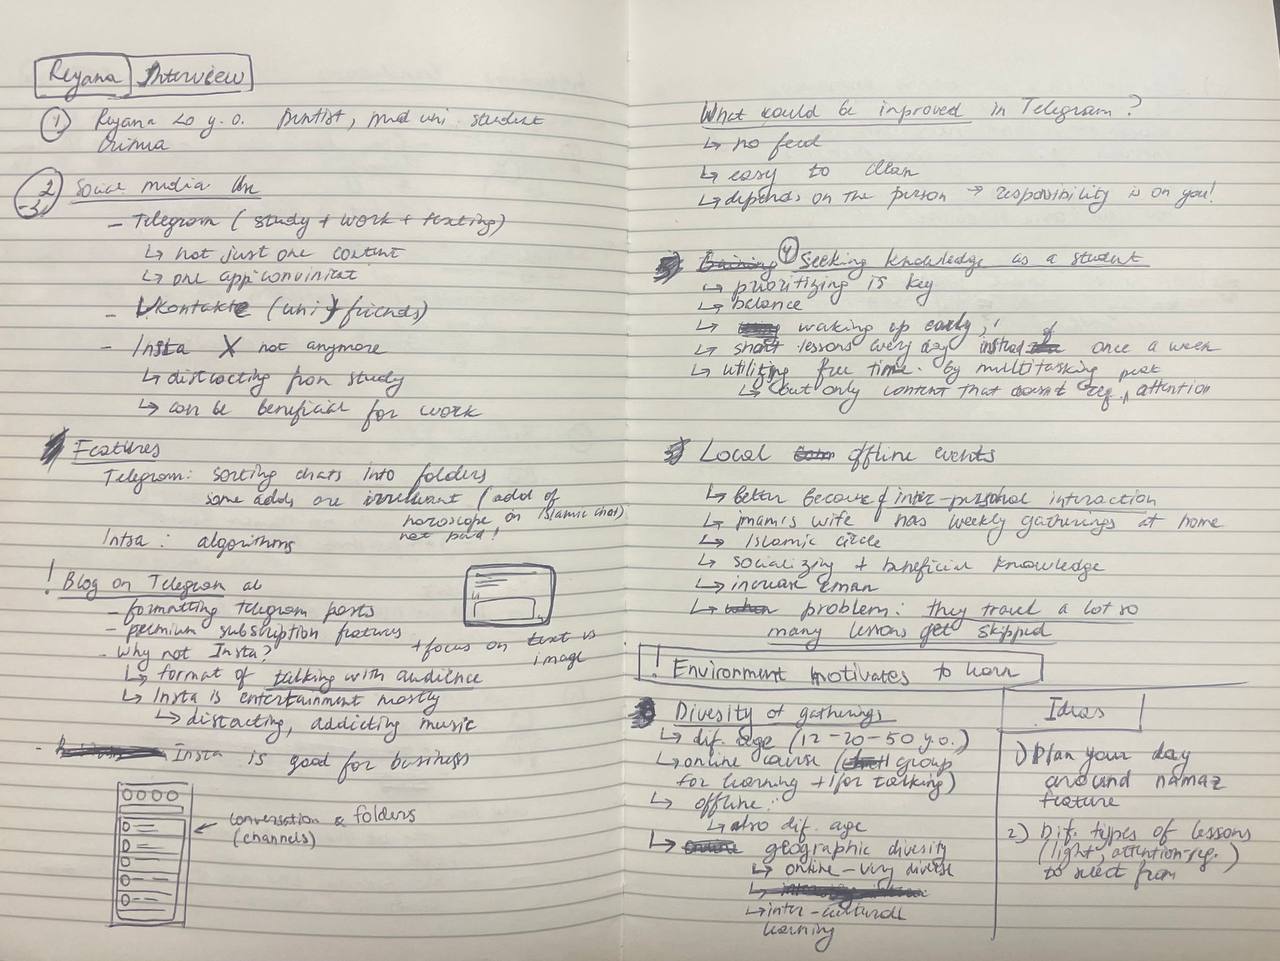 Reyana Interview
1 Reyana 20 y.o. Dentist, med uni. student
Crimea
2-3 Social media Use
- Telegram (study + work + texting)
↳ not just one content
↳ one app convinient
- Vkontakte (uni + friends)
- Insta X not anymore
↳ distracting from study
↳ can be beneficial for work
Features
Telegram: sorting chats into folders
some adds are irrelevant (add of
horoscope in Islamic chat)
not paid!
Intsa: algorithms
! Blog on Telegram
- formatting telegram posts
- premium subscription features
- Why not Insta?
+ focus on text vs
image
↳ format of talking with audience
↳ Insta is entertainment mostly
↳ distacting, addicting music
- Insta is good for business
conversation & folders
(channels)
What could be improved in Telegram?
↳ no feed
↳ easy to clean
↳ depends on the person → responsibility is on you!
4 Seeking knowledge as a student
↳ prioritizing is key
↳ balance
↳ waking up early,!
↳ short lessons every day instead of once a week
↳ utilizing free time. by multitasking
↳ but only content that doesnt req. attention
5 Local offline events
↳ better because of inter-personal interaction
↳ imam's wife has weekly gatherings at home
↳ Islamic circle
↳ socializing + beneficial knowledge
↳ increase eman
↳ problem: they travel a lot so
many lessons get skipped
! Environment motivates to learn
Divesity of gatherings
↳ dif. age (12-20-50 y.o.)
↳ online course (group
for learning + 1 for talking)
↳ offline:
↳ also dif. age
↳ geographic diversity
↳ online - very diverse
↳ inter-cultural
learning
Ideas
1) Plan your day
around namaz
feature
2) Dif. types of lessons
(light, attention-req.)
to select from